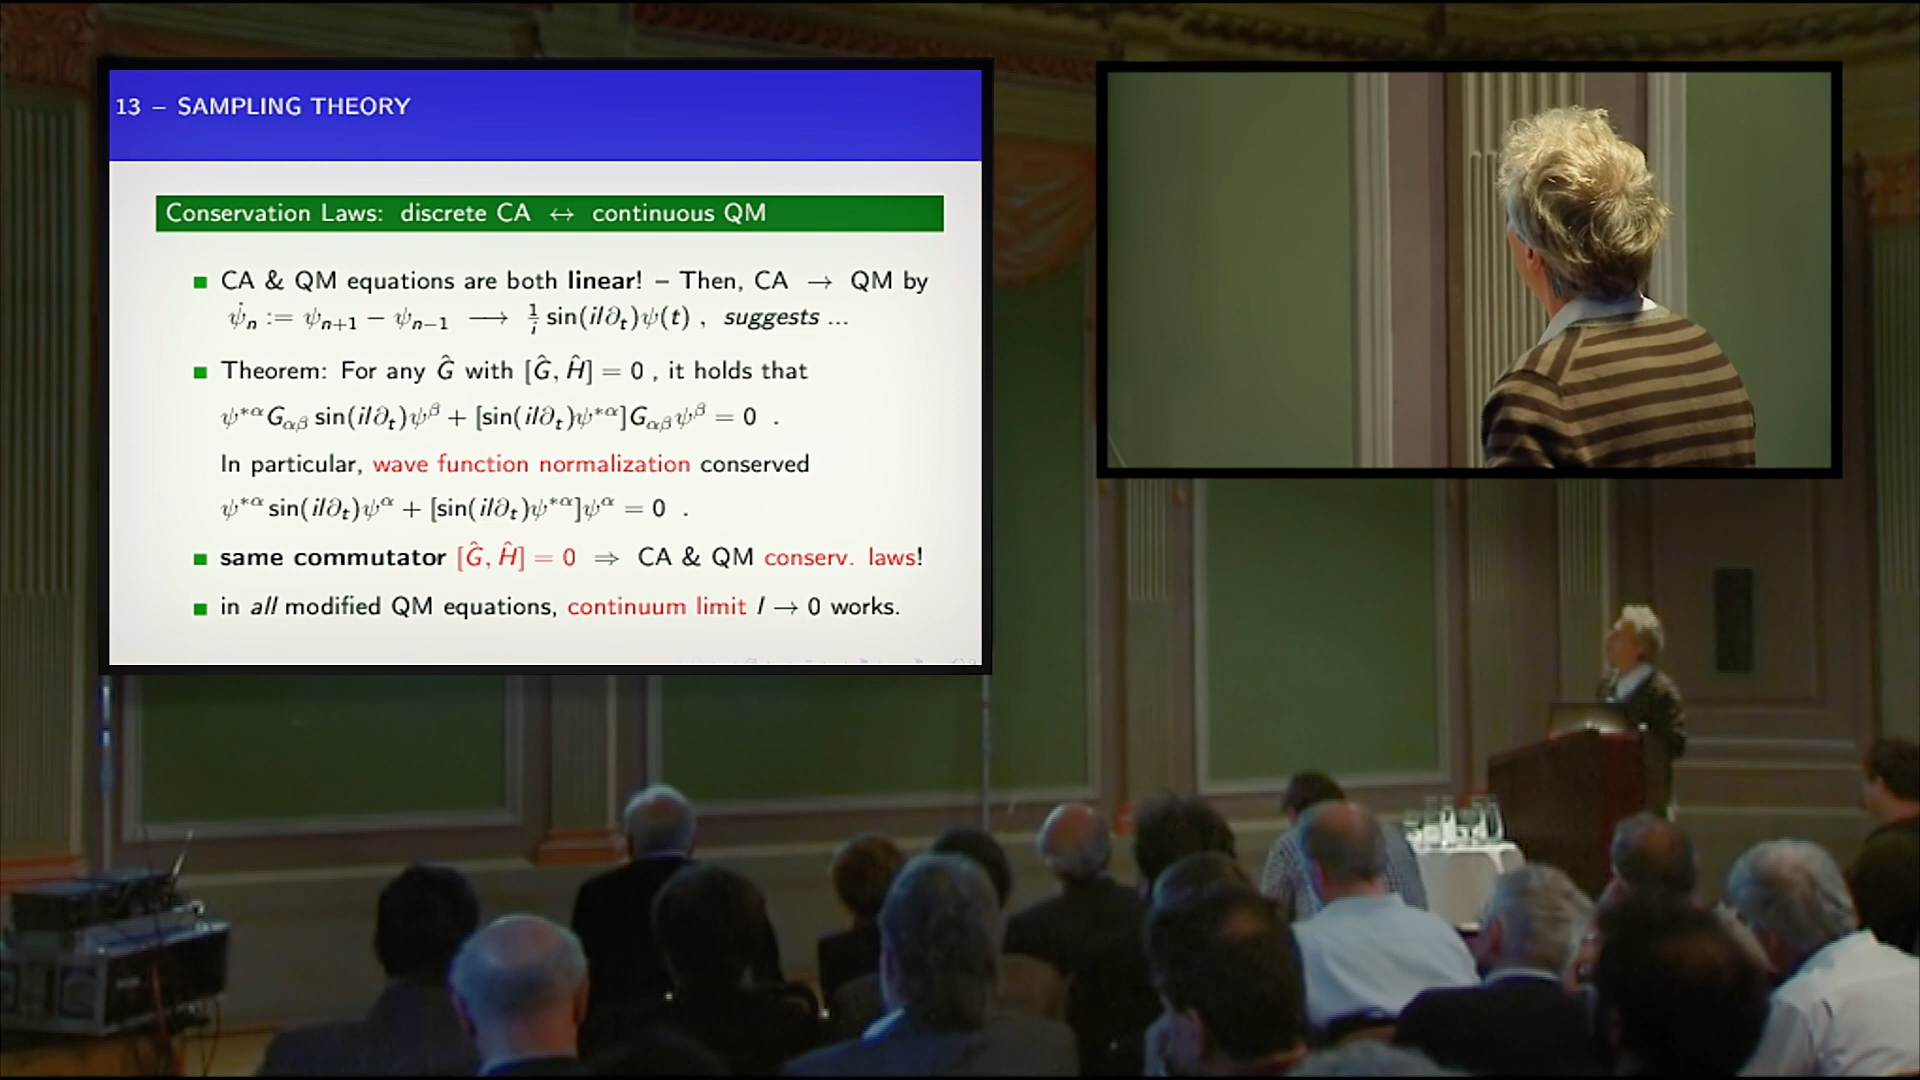 13 – SAMPLING THEORY
Conservation Laws: discrete CA ↔ continuous QM
CA & QM equations are both linear! – Then, CA → QM by
ψ̇ₙ := ψₙ₊₁ − ψₙ₋₁ ⟶ 1/i sin(il∂ₜ)ψ(t) , suggests ...
Theorem: For any Ĝ with [Ĝ, Ĥ] = 0 , it holds that
ψ*ᵅG_αβ sin(il∂ₜ)ψᵝ + [sin(il∂ₜ)ψ*ᵅ]G_αβψᵝ = 0 .
In particular, wave function normalization conserved
ψ*ᵅ sin(il∂ₜ)ψᵅ + [sin(il∂ₜ)ψ*ᵅ]ψᵅ = 0 .
same commutator [Ĝ, Ĥ] = 0 ⇒ CA & QM conserv. laws!
in all modified QM equations, continuum limit l → 0 works.